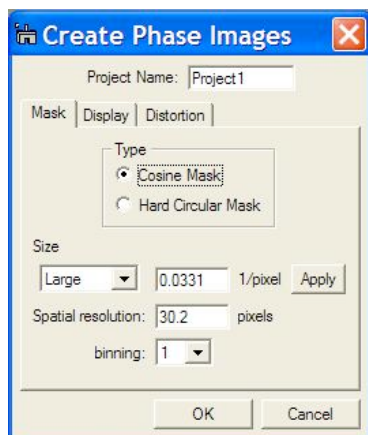 Create Phase Images
Project Name: Project1
Mask Display Distortion
Type
Cosine Mask
Hard Circular Mask
Size
Large 0.0331 1/pixel Apply
Spatial resolution: 30.2 pixels
binning: 1
OK Cancel